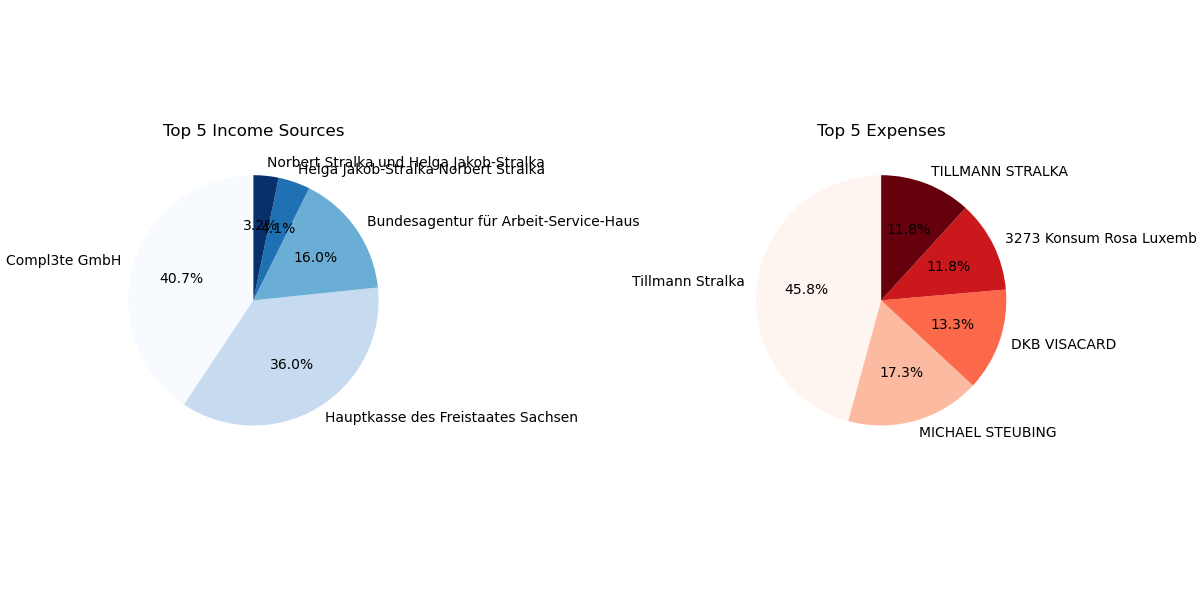 Top 5 Income Sources
Norbert Stralka und Helga Jakob-Stralka
Helga Jakob-Stralka Norbert Stralka
Bundesagentur für Arbeit-Service-Haus
Compl3te GmbH
Hauptkasse des Freistaates Sachsen
3.2%
4.1%
16.0%
40.7%
36.0%
Top 5 Expenses
TILLMANN STRALKA
3273 Konsum Rosa Luxemb
Tillmann Stralka
DKB VISACARD
MICHAEL STEUBING
11.8%
11.8%
45.8%
13.3%
17.3%